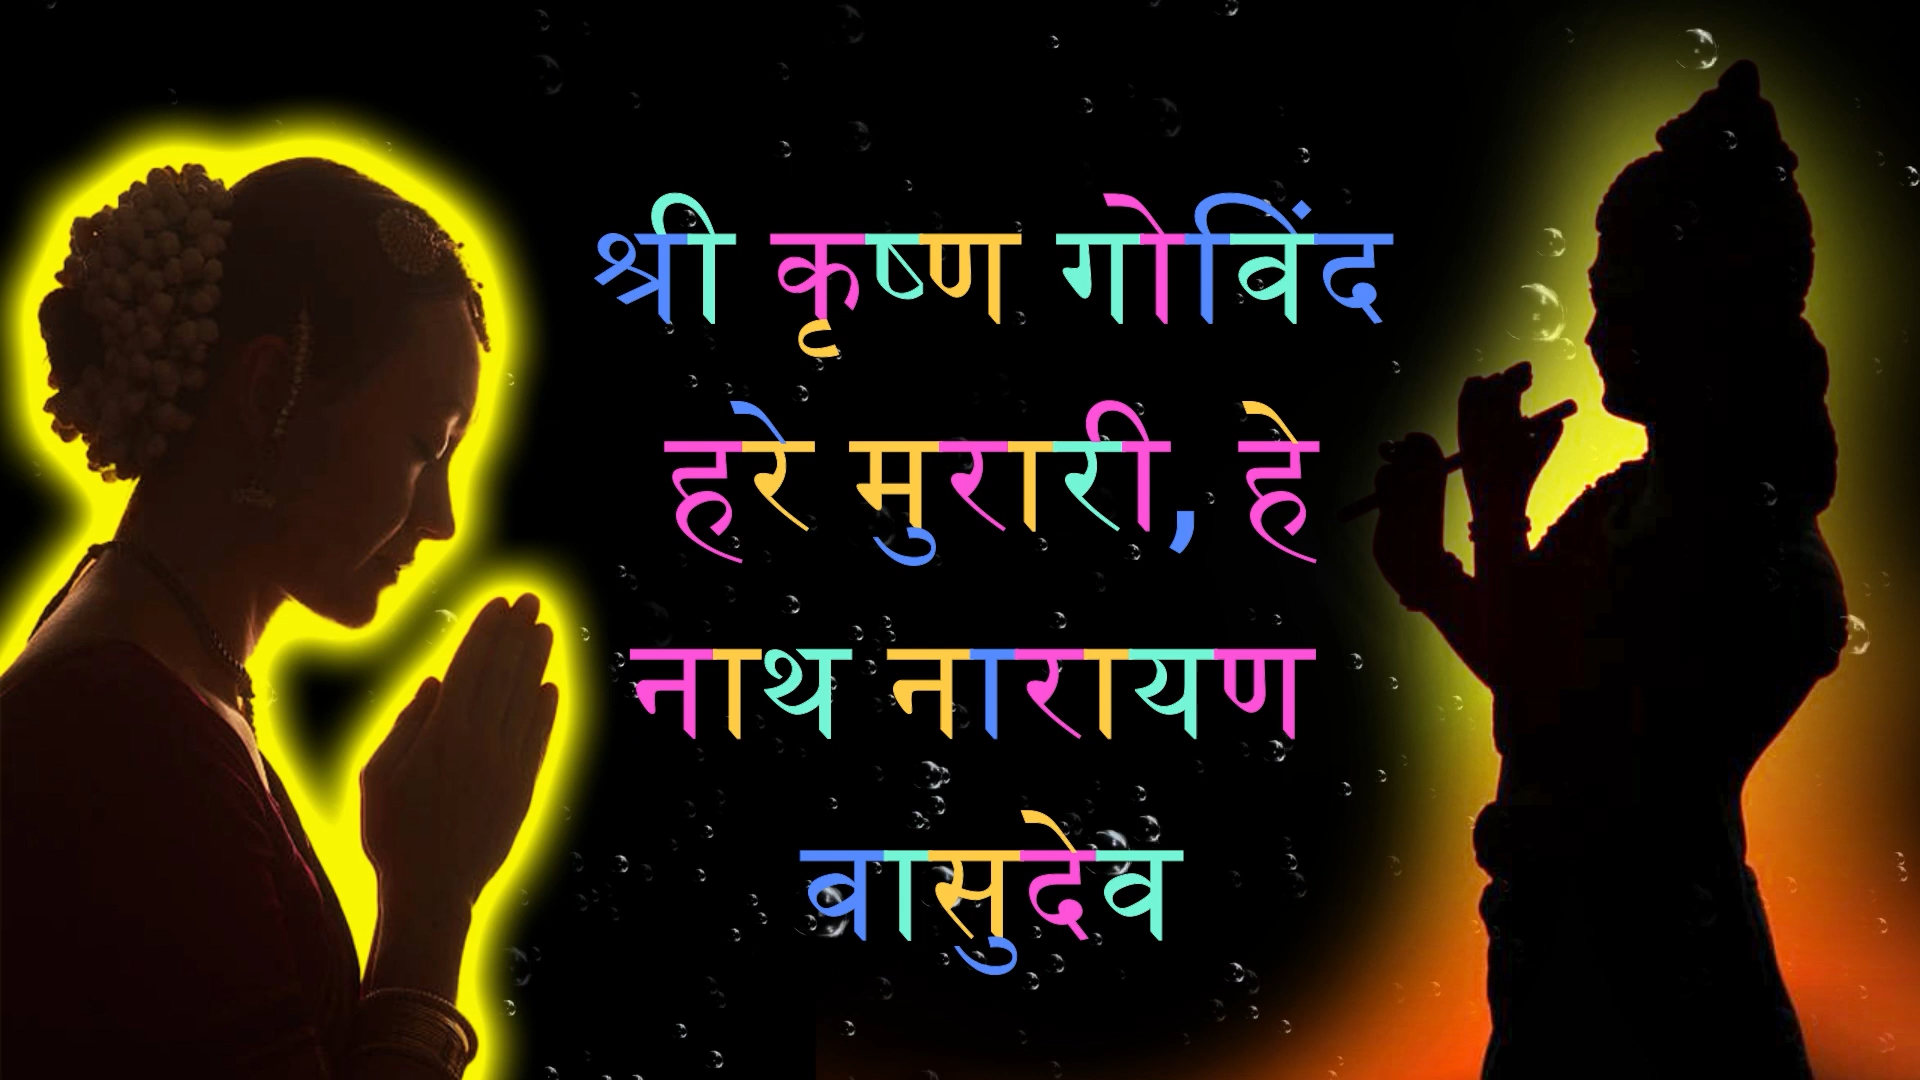 श्री कृष्ण गोविंद
हरे मुरारी, हे
नाथ नारायण
वासुदेव